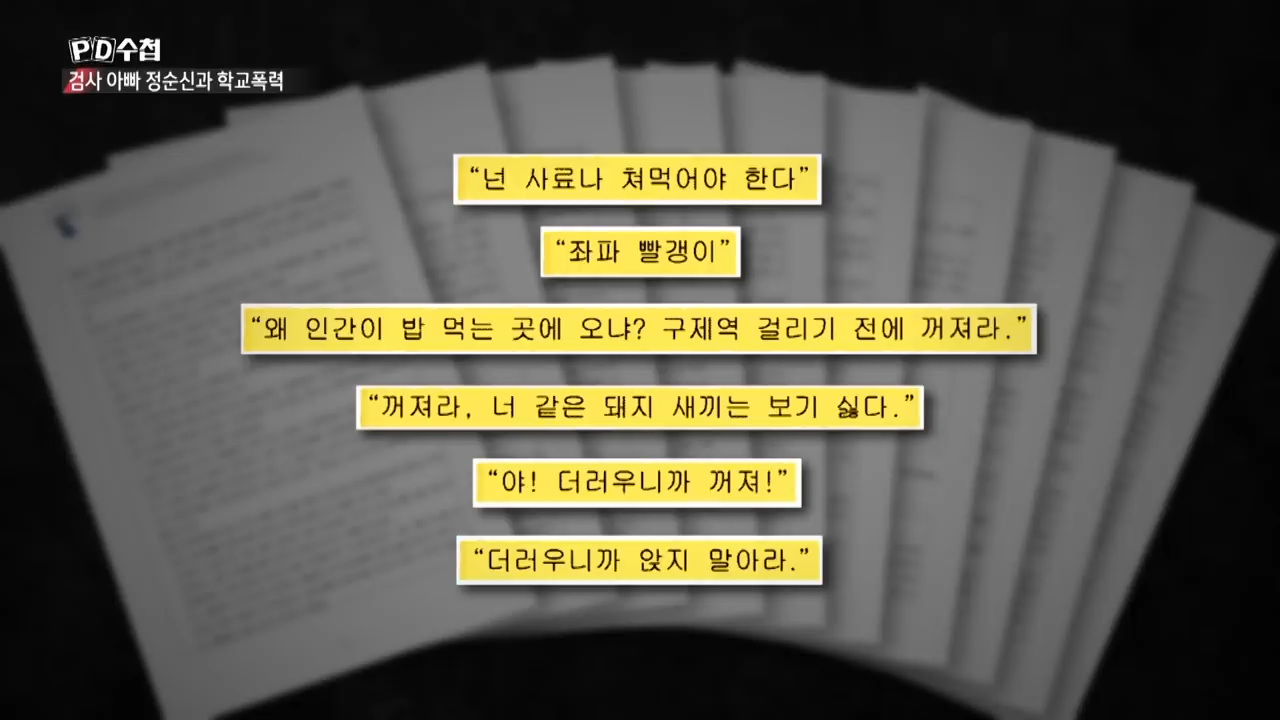 PD수첩
검사 아빠 정순신과 학교폭력
“넌 사료나 쳐먹어야 한다”
“좌파 빨갱이”
“왜 인간이 밥 먹는 곳에 오냐? 구제역 걸리기 전에 꺼져라.”
“꺼져라, 너 같은 돼지 새끼는 보기 싫다.”
“야! 더러우니까 꺼져!”
“더러우니까 앉지 말아라.”